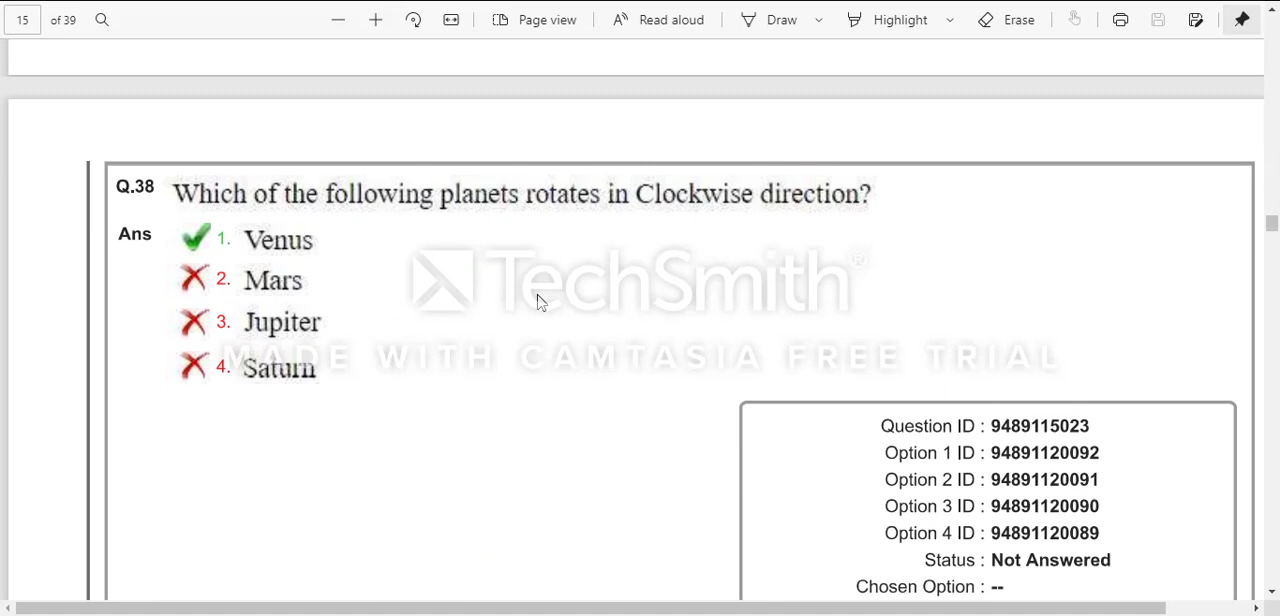 15 of 39 Page view Read aloud Draw Highlight Erase
Q.38 Which of the following planets rotates in Clockwise direction?
Ans 1. Venus
2. Mars
3. Jupiter
4. Saturn
TechSmith®
MADE WITH CAMTASIA FREE TRIAL
Question ID : 9489115023
Option 1 ID : 94891120092
Option 2 ID : 94891120091
Option 3 ID : 94891120090
Option 4 ID : 94891120089
Status : Not Answered
Chosen Option : --